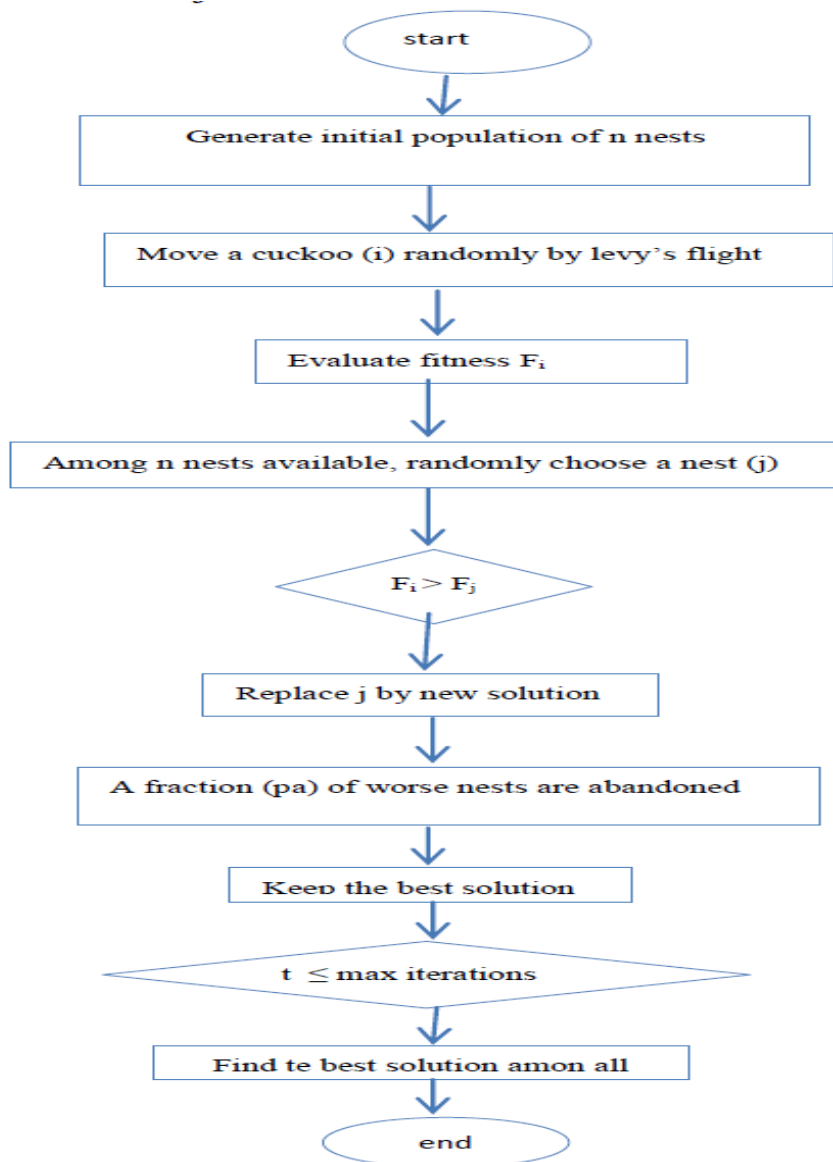 start
Generate initial population of n nests
Move a cuckoo (i) randomly by levy's flight
Evaluate fitness Fᵢ
Among n nests available, randomly choose a nest (j)
Fᵢ > Fⱼ
Replace j by new solution
A fraction (pa) of worse nests are abandoned
Keep the best solution
t ≤ max iterations
Find te best solution amon all
end